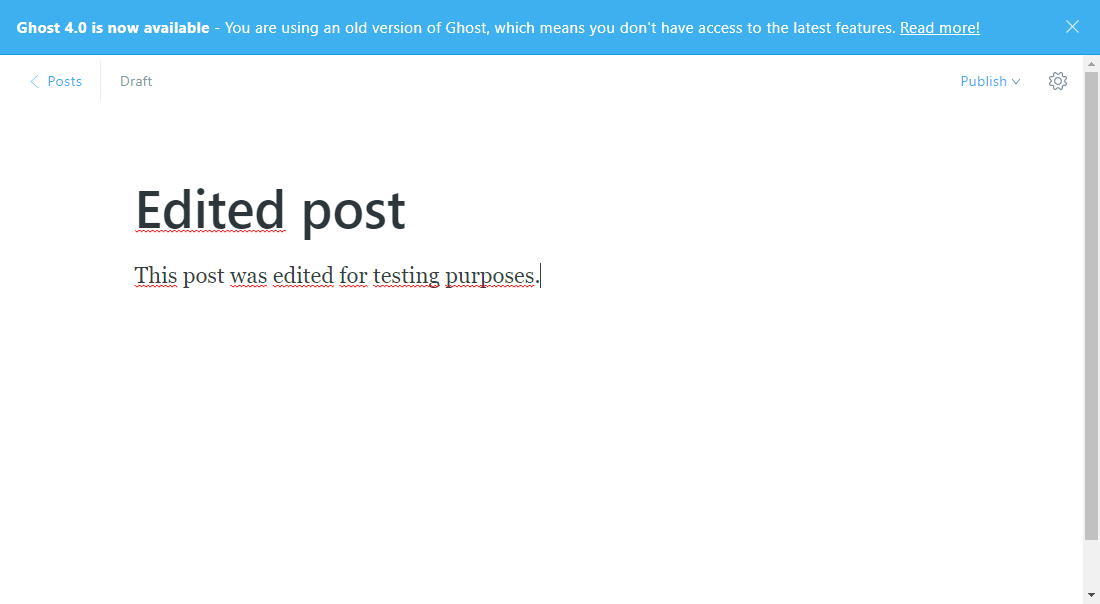 Ghost 4.0 is now available - You are using an old version of Ghost, which means you don't have access to the latest features. Read more!
Posts Draft Publish
Edited post
This post was edited for testing purposes.